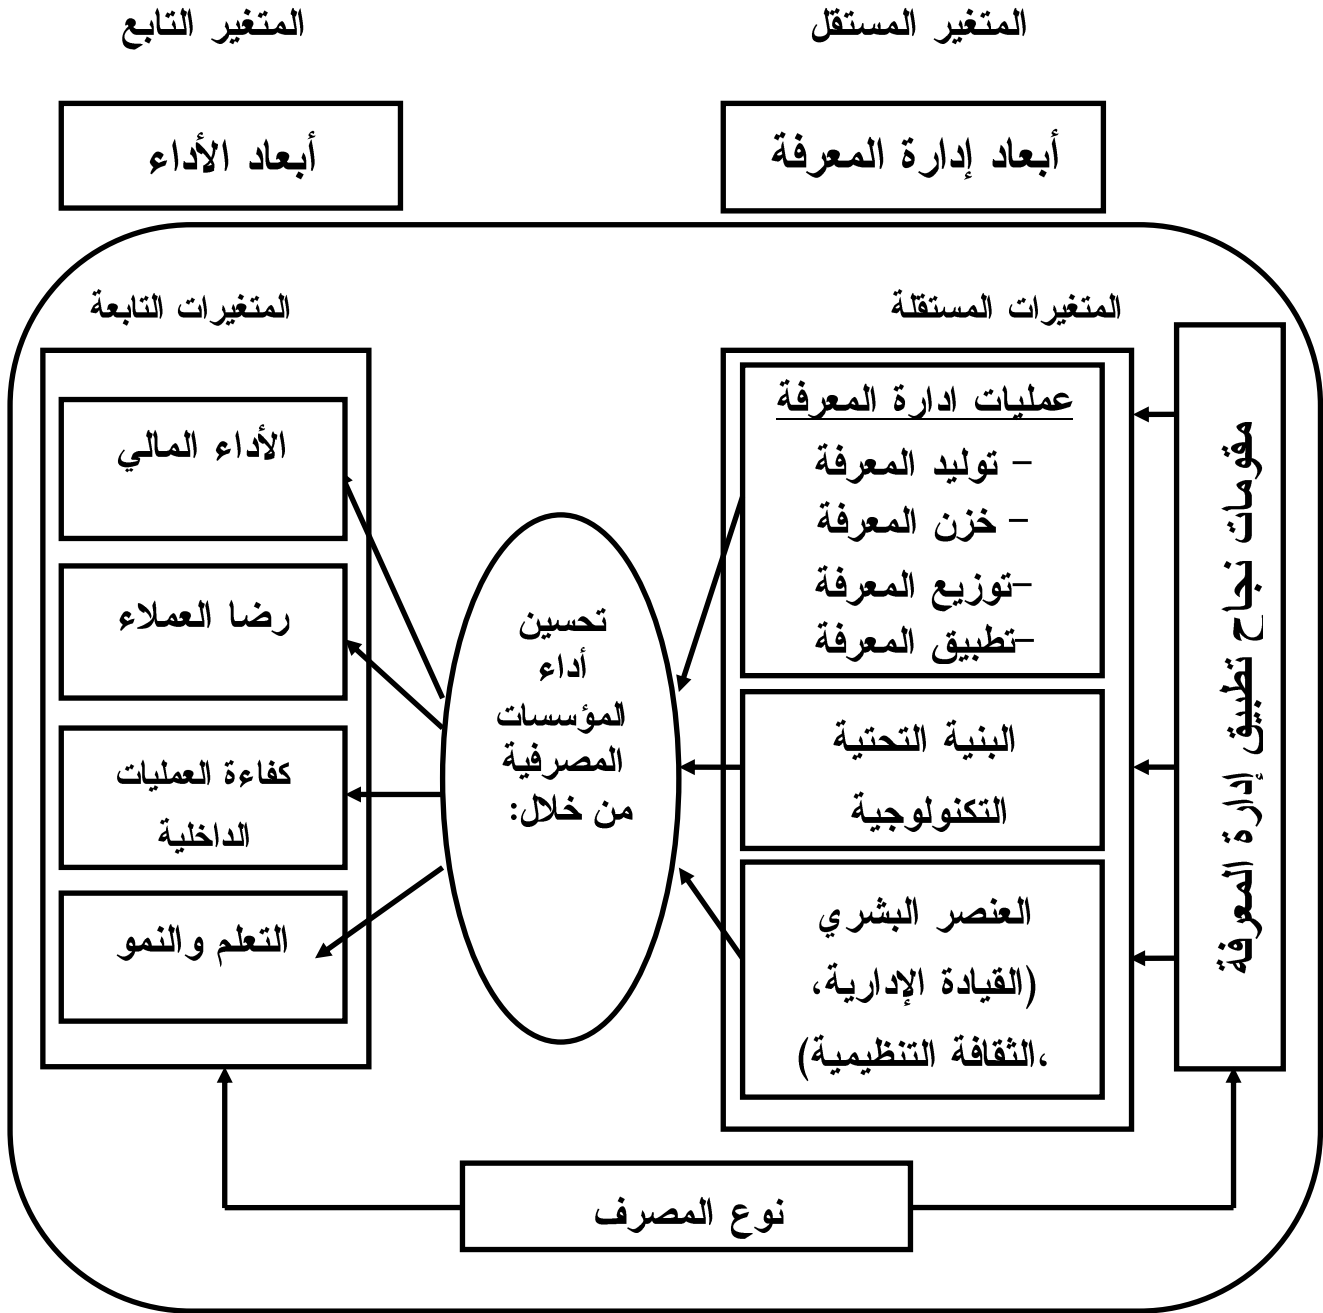 المتغير المستقل
المتغير التابع
أبعاد إدارة المعرفة
أبعاد الأداء
المتغيرات المستقلة
المتغيرات التابعة
مقومات نجاح تطبيق إدارة المعرفة
عمليات ادارة المعرفة
- توليد المعرفة
- خزن المعرفة
-توزيع المعرفة
-تطبيق المعرفة
البنية التحتية
التكنولوجية
العنصر البشري
(القيادة الإدارية،
،الثقافة التنظيمية)
تحسين
أداء
المؤسسات
المصرفية
من خلال:
الأداء المالي
رضا العملاء
كفاءة العمليات
الداخلية
التعلم والنمو
نوع المصرف